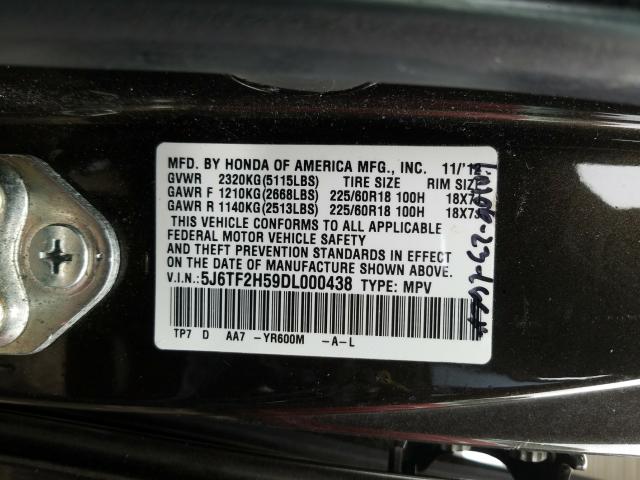 MFD. BY HONDA OF AMERICA MFG., INC. 11/
GVWR 2320KG(5115LBS) TIRE SIZE RIM SIZE
GAWR F 1210KG(2668LBS) 225/60R18 100H 18X7
GAWR R 1140KG(2513LBS) 225/60R18 100H 18X7
THIS VEHICLE CONFORMS TO ALL APPLICABLE
FEDERAL MOTOR VEHICLE SAFETY
AND THEFT PREVENTION STANDARDS IN EFFECT
ON DATE OF MANUFACTURE SHOWN ABOVE.
V.I.N.:5J6TF2H59DL000438 TYPE: MPV
TP7 D AA7 -YR600M -A-L